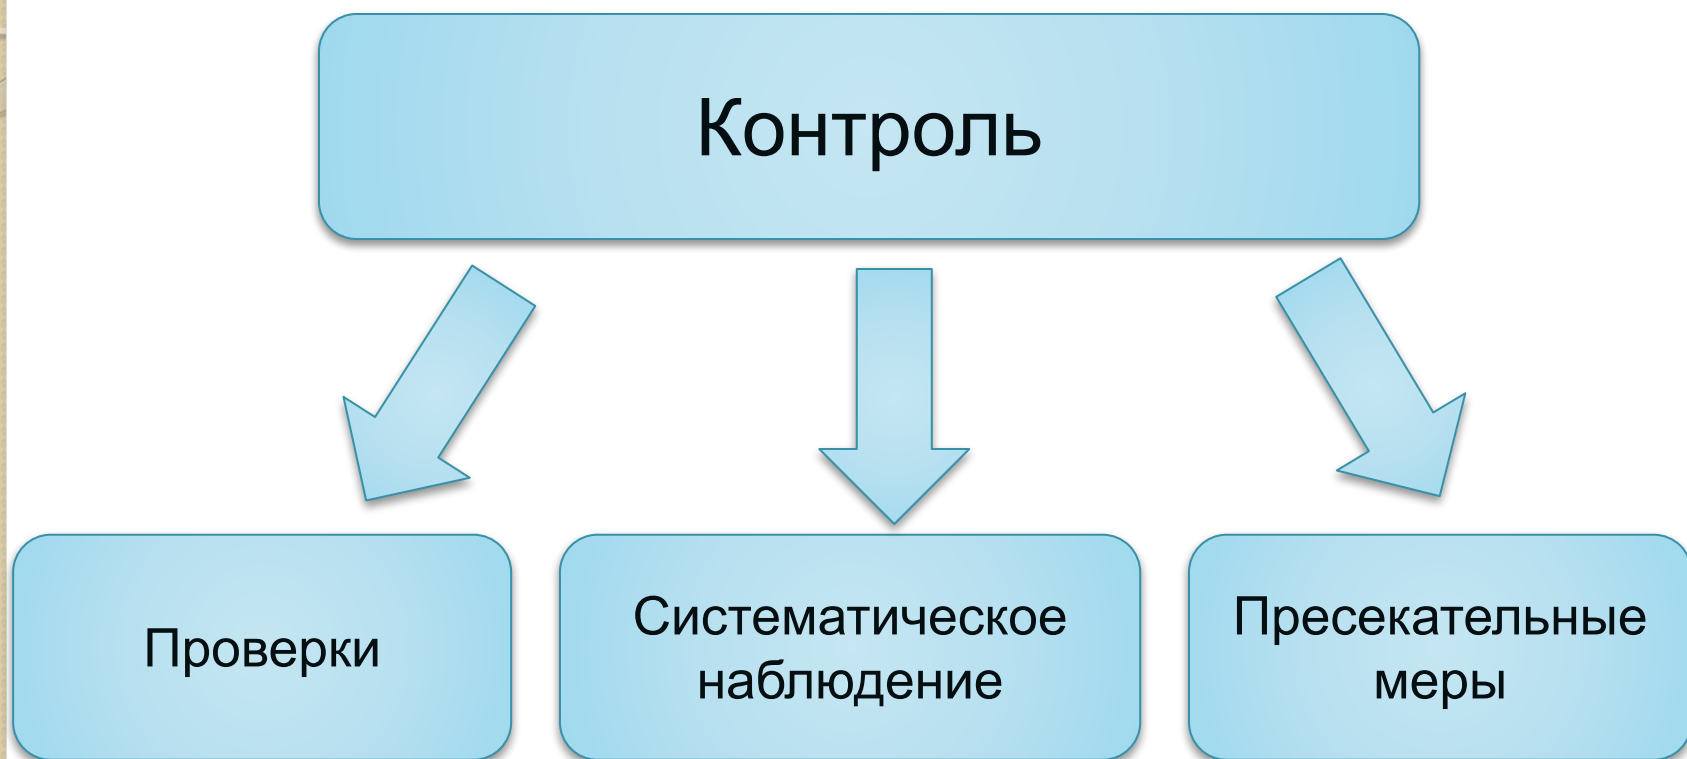 Контроль
Проверки
Систематическое
наблюдение
Пресекательные
меры